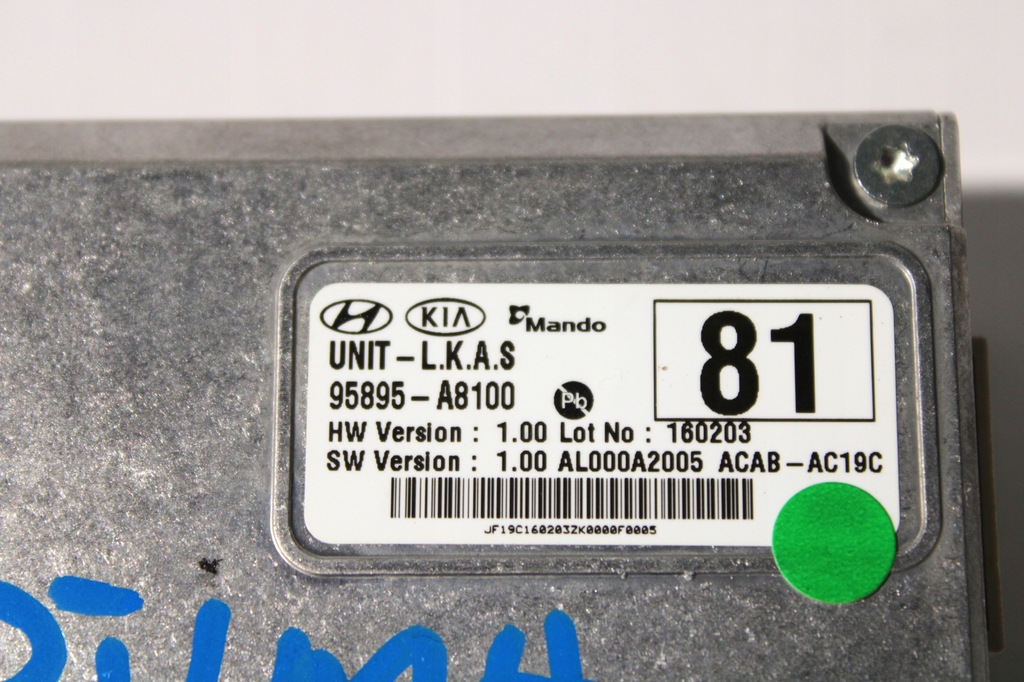 KIA Mando
UNIT-L.K.A.S
95895-A8100 Pb
81
HW Version : 1.00 Lot No : 160203
SW Version : 1.00 AL000A2005 ACAB-AC19C
JF19C160203ZK0000F0005